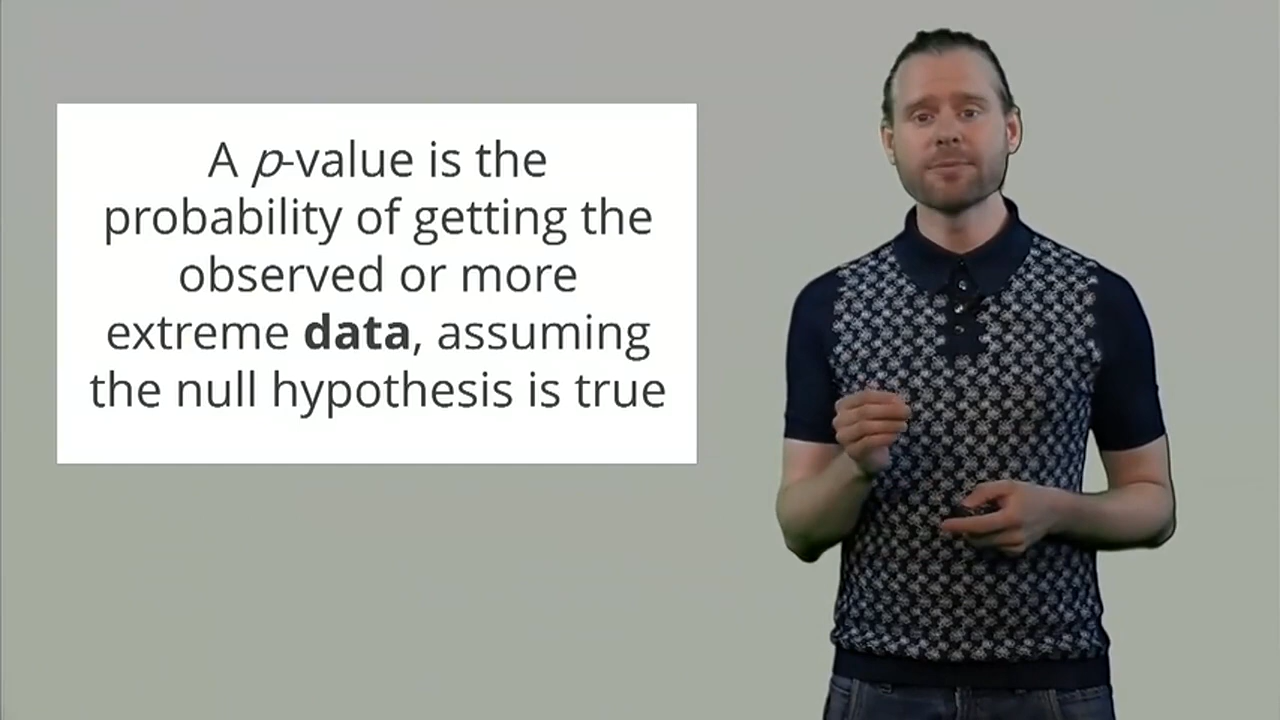 A p-value is the
probability of getting the
observed or more
extreme data, assuming
the null hypothesis is true